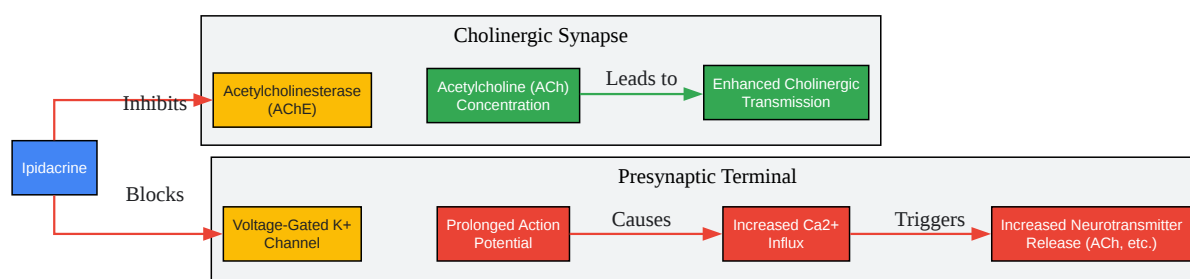 Cholinergic Synapse
Acetylcholinesterase
(AChE)
Acetylcholine (ACh)
Concentration
Leads to
Enhanced Cholinergic
Transmission
Inhibits
Ipidacrine
Blocks
Presynaptic Terminal
Voltage-Gated K+
Channel
Prolonged Action
Potential
Causes
Increased Ca2+
Influx
Triggers
Increased Neurotransmitter
Release (ACh, etc.)